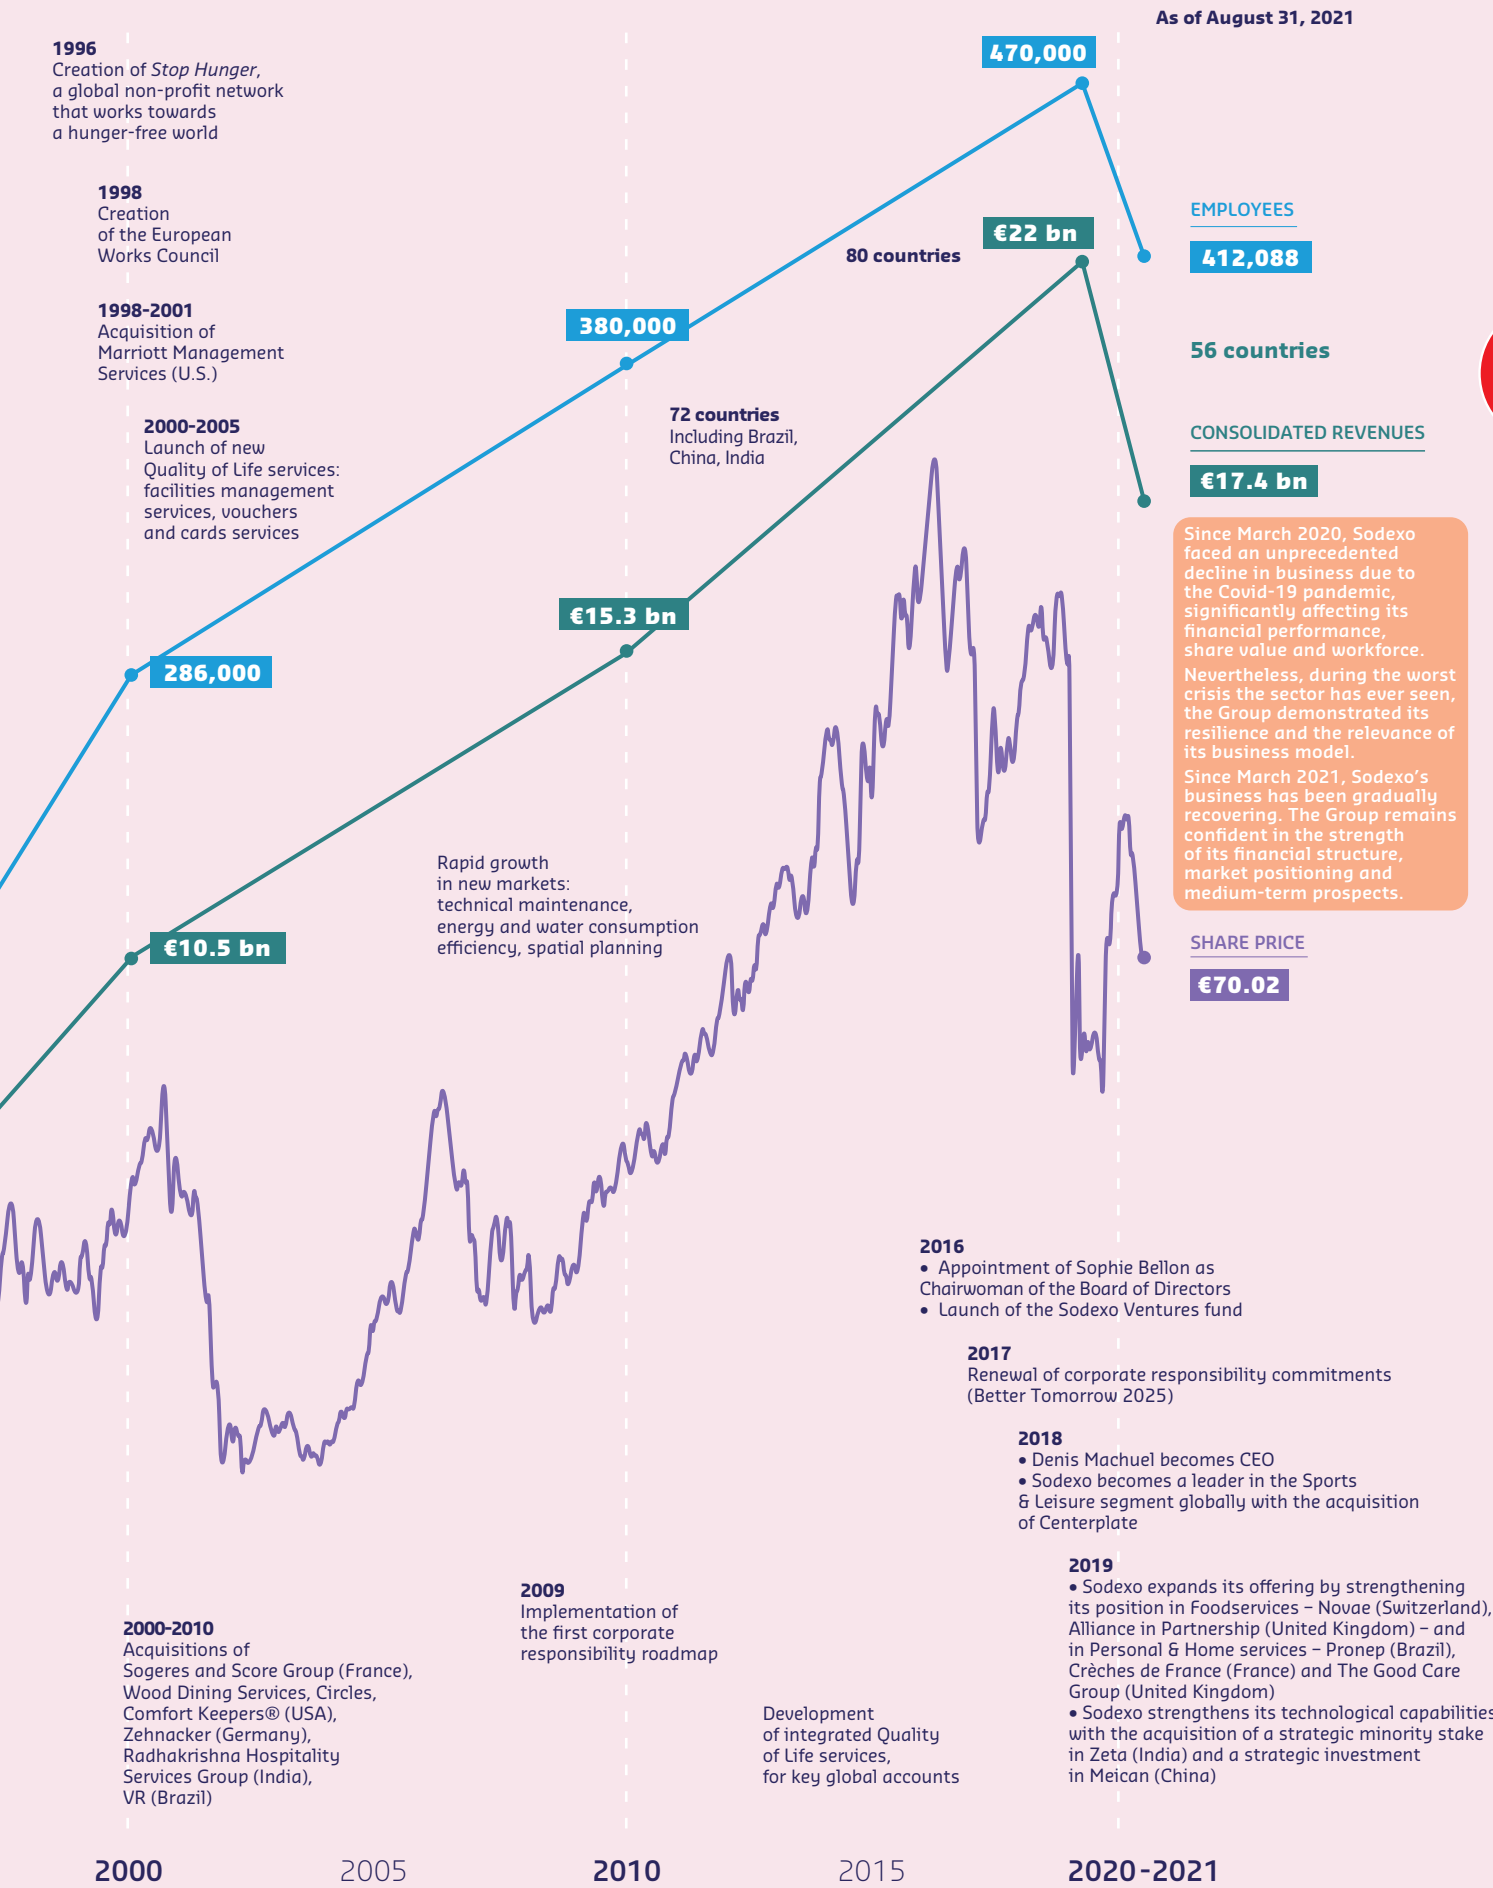 As of August 31, 2021
1996
Creation of Stop Hunger,
a global non-profit network
that works towards
a hunger-free world
470,000
1998
Creation
of the European
Works Council
EMPLOYEES
412,088
€22 bn
80 countries
1998-2001
Acquisition of
Marriott Management
Services (U.S.)
380,000
56 countries
2000-2005
Launch of new
Quality of Life services:
facilities management
services, vouchers
and cards services
72 countries
Including Brazil,
China, India
CONSOLIDATED REVENUES
€17.4 bn
Since March 2020, Sodexo
faced an unprecedented
decline in business due to
the Covid-19 pandemic,
significantly affecting its
financial performance,
share value and workforce.
Nevertheless, during the worst
crisis the sector has ever seen,
the Group demonstrated its
resilience and the relevance of
its business model.
Since March 2021, Sodexo's
business has been gradually
recovering. The Group remains
confident in the strength
of its financial structure,
market positioning and
medium-term prospects.
€15.3 bn
286,000
Rapid growth
in new markets:
technical maintenance,
energy and water consumption
efficiency, spatial planning
€10.5 bn
SHARE PRICE
€70.02
2016
• Appointment of Sophie Bellon as
Chairwoman of the Board of Directors
• Launch of the Sodexo Ventures fund
2017
Renewal of corporate responsibility commitments
(Better Tomorrow 2025)
2018
• Denis Machuel becomes CEO
• Sodexo becomes a leader in the Sports
& Leisure segment globally with the acquisition
of Centerplate
2019
• Sodexo expands its offering by strengthening
its position in Foodservices – Novae (Switzerland),
Alliance in Partnership (United Kingdom) – and
in Personal & Home services – Pronep (Brazil),
Crèches de France (France) and The Good Care
Group (United Kingdom)
• Sodexo strengthens its technological capabilities
with the acquisition of a strategic minority stake
in Zeta (India) and a strategic investment
in Meican (China)
2009
Implementation of
the first corporate
responsibility roadmap
2000-2010
Acquisitions of
Sogeres and Score Group (France),
Wood Dining Services, Circles,
Comfort Keepers® (USA),
Zehnacker (Germany),
Radhakrishna Hospitality
Services Group (India),
VR (Brazil)
Development
of integrated Quality
of Life services,
for key global accounts
2000
2005
2010
2015
2020-2021